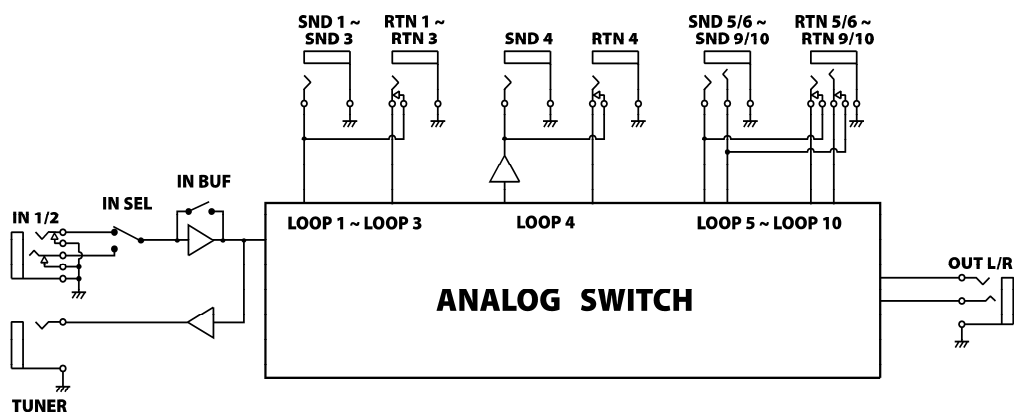 SND 1 ~
SND 3
RTN 1 ~
RTN 3
SND 4
RTN 4
SND 5/6 ~
SND 9/10
RTN 5/6 ~
RTN 9/10
IN BUF
IN SEL
IN 1/2
LOOP 1 ~ LOOP 3
LOOP 4
LOOP 5 ~ LOOP 10
OUT L/R
ANALOG SWITCH
TUNER